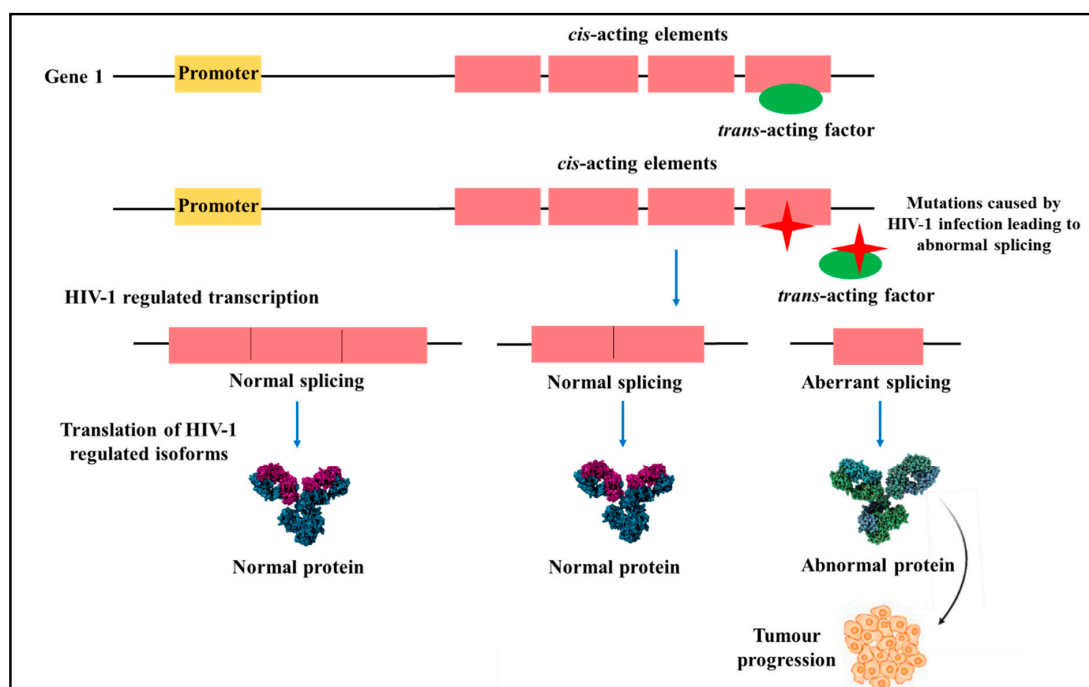 cis-acting elements
Gene 1
Promoter
trans-acting factor
cis-acting elements
Promoter
Mutations caused by
HIV-1 infection leading to
abnormal splicing
trans-acting factor
HIV-1 regulated transcription
Normal splicing
Normal splicing
Aberrant splicing
Translation of HIV-1
regulated isoforms
Normal protein
Normal protein
Abnormal protein
Tumour
progression